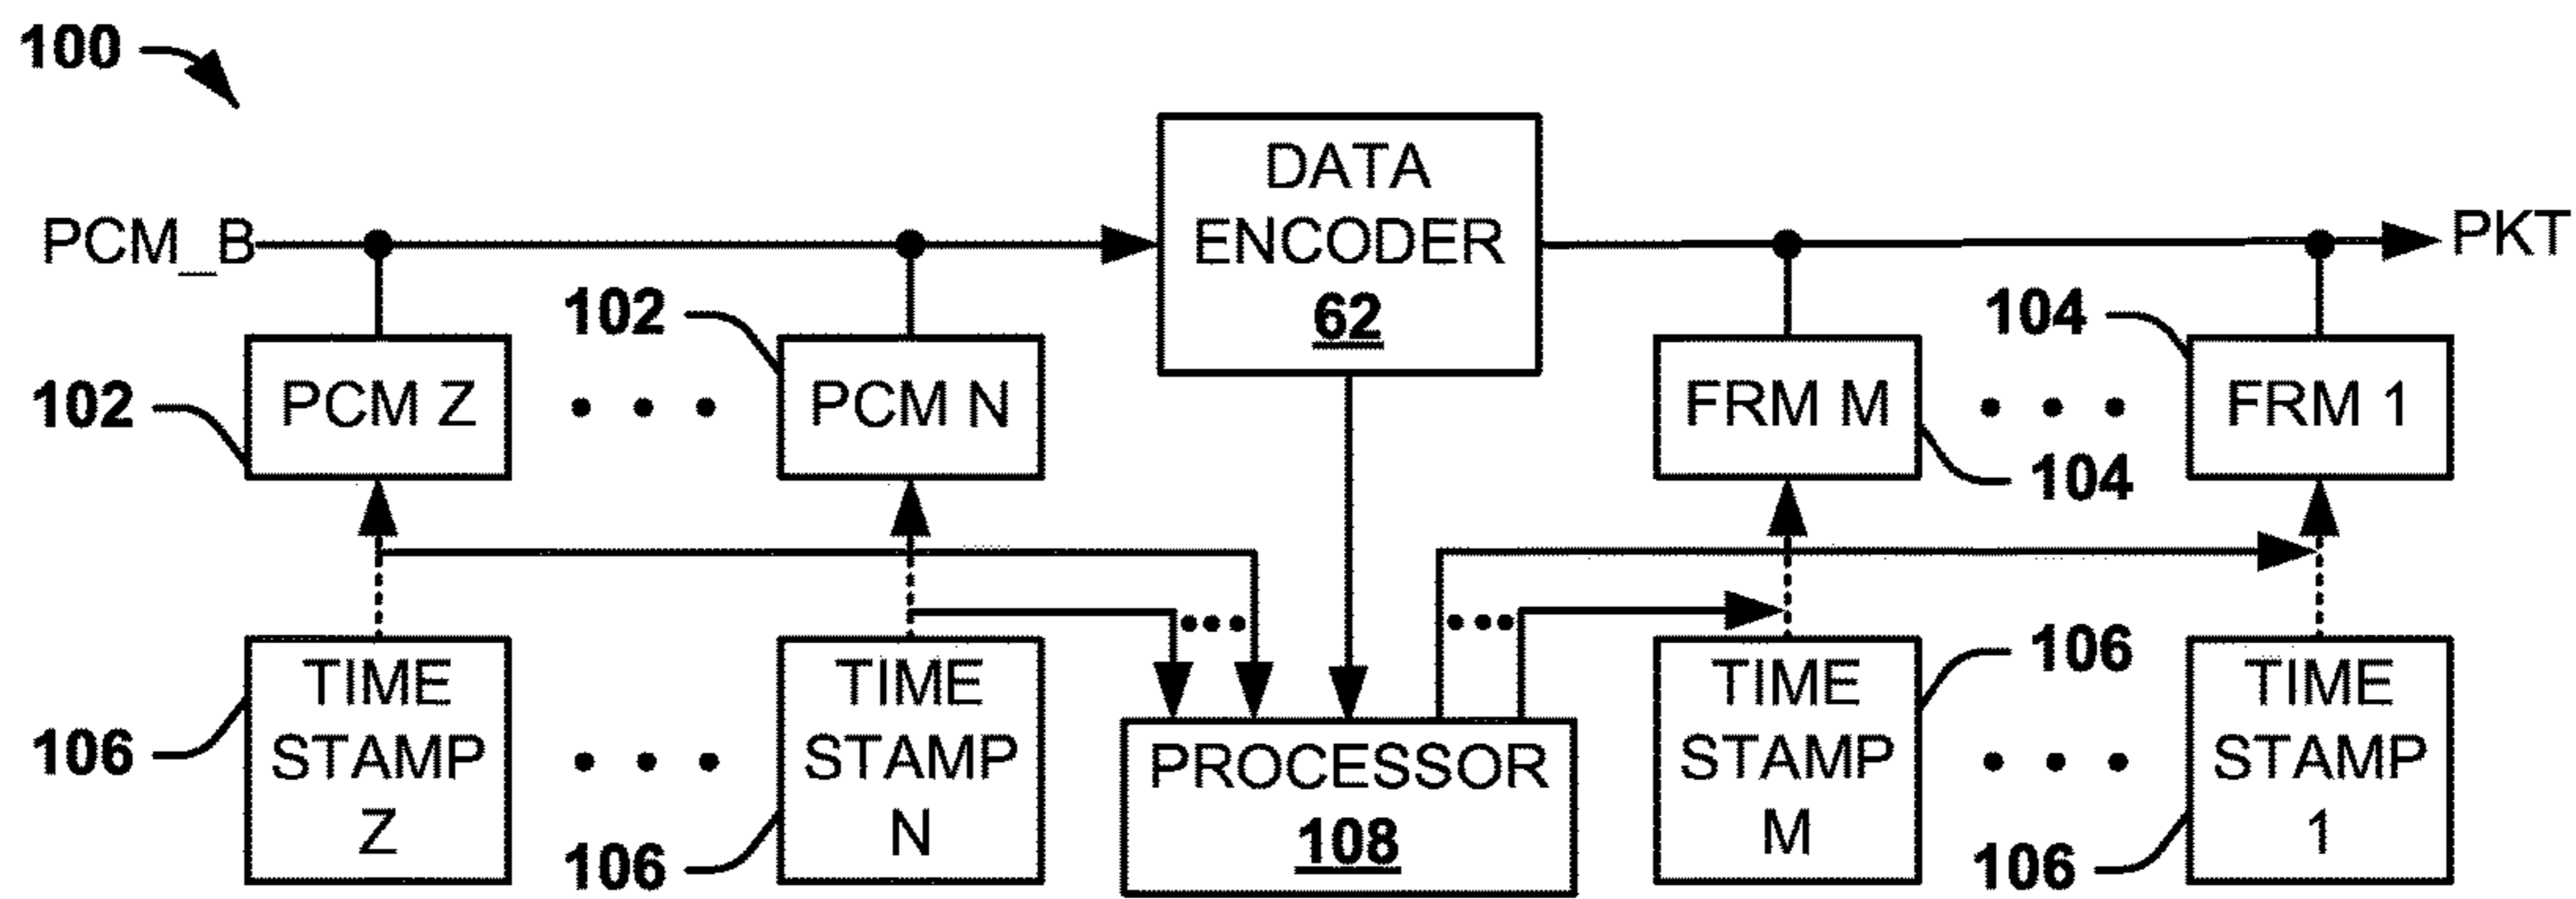 100
DATA
ENCODER
62
PCM_B
PKT
102
104
102
PCM Z
PCM N
FRM M
FRM 1
104
TIME
STAMP
Z
TIME
STAMP
N
TIME
STAMP
M
TIME
STAMP
1
106
106
106
106
PROCESSOR
108